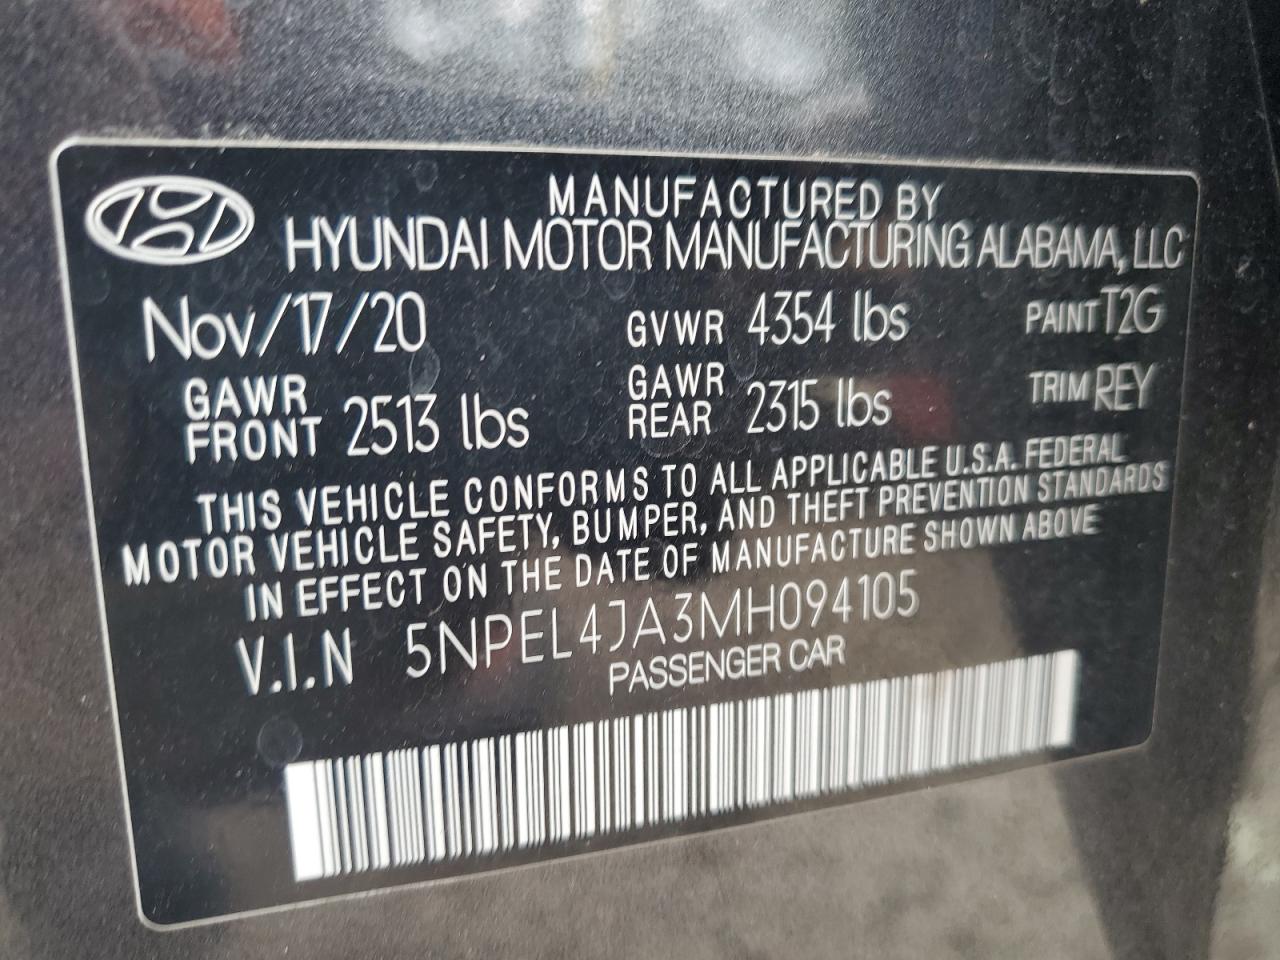 MANUFACTURED BY
HYUNDAI MOTOR MANUFACTURING ALABAMA, LLC
Nov/17/20 GVWR 4354 lbs PAINT T2G
GAWR FRONT 2513 lbs GAWR REAR 2315 lbs TRIM REY
THIS VEHICLE CONFORMS TO ALL APPLICABLE U.S.A. FEDERAL
MOTOR VEHICLE SAFETY, BUMPER, AND THEFT PREVENTION STANDARDS
IN EFFECT ON THE DATE OF MANUFACTURE SHOWN ABOVE
V.I.N 5NPEL4JA3MH094105
PASSENGER CAR